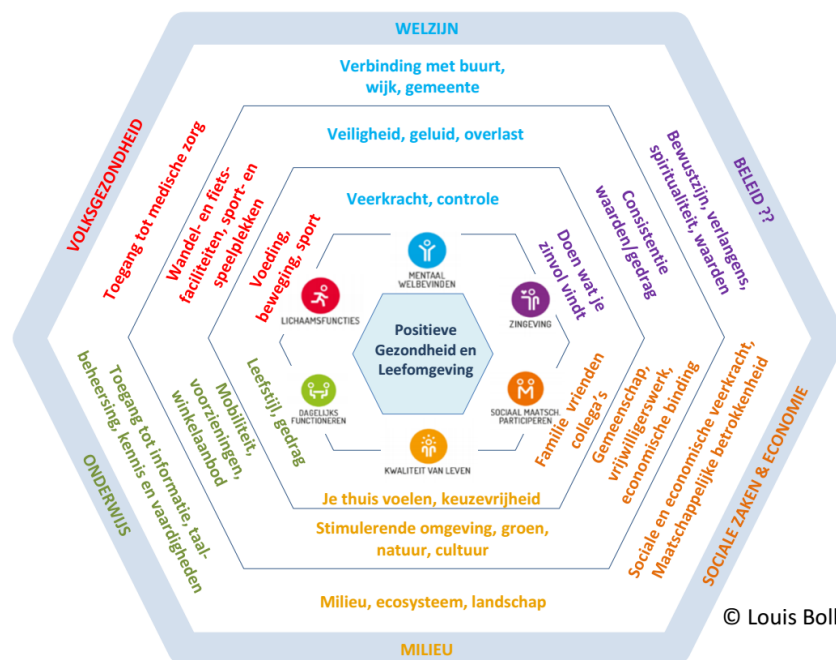 WELZIJN
Verbinding met buurt,
wijk, gemeente
Veiligheid, geluid, overlast
Veerkracht, controle
MENTAAL
WELBEVINDEN
BELEID ??
Bewustzijn, verlangens,
spiritualiteit, waarden
Consistentie
waarden/gedrag
Doen wat je
zinvol vindt
ZINGEVING
SOCIALE ZAKEN & ECONOMIE
Sociale en economische veerkracht,
Maatschappelijke betrokkenheid
Gemeenschap,
vrijwilligerswerk,
economische binding
Familie vrienden
collega's
SOCIAAL MAATSCH.
PARTICIPEREN
KWALITEIT VAN LEVEN
Je thuis voelen, keuzevrijheid
Stimulerende omgeving, groen,
natuur, cultuur
Milieu, ecosysteem, landschap
MILIEU
ONDERWIJS
Toegang tot informatie, taal-
beheersing, kennis en vaardigheden
Mobiliteit,
voorzieningen,
winkelaanbod
Leefstijl, gedrag
DAGELIJKS
FUNCTIONEREN
VOLKSGEZONDHEID
Toegang tot medische zorg
Wandel- en fiets-
faciliteiten, sport- en
speelplekken
Voeding,
beweging, sport
LICHAAMSFUNCTIES
Positieve
Gezondheid en
Leefomgeving
© Louis